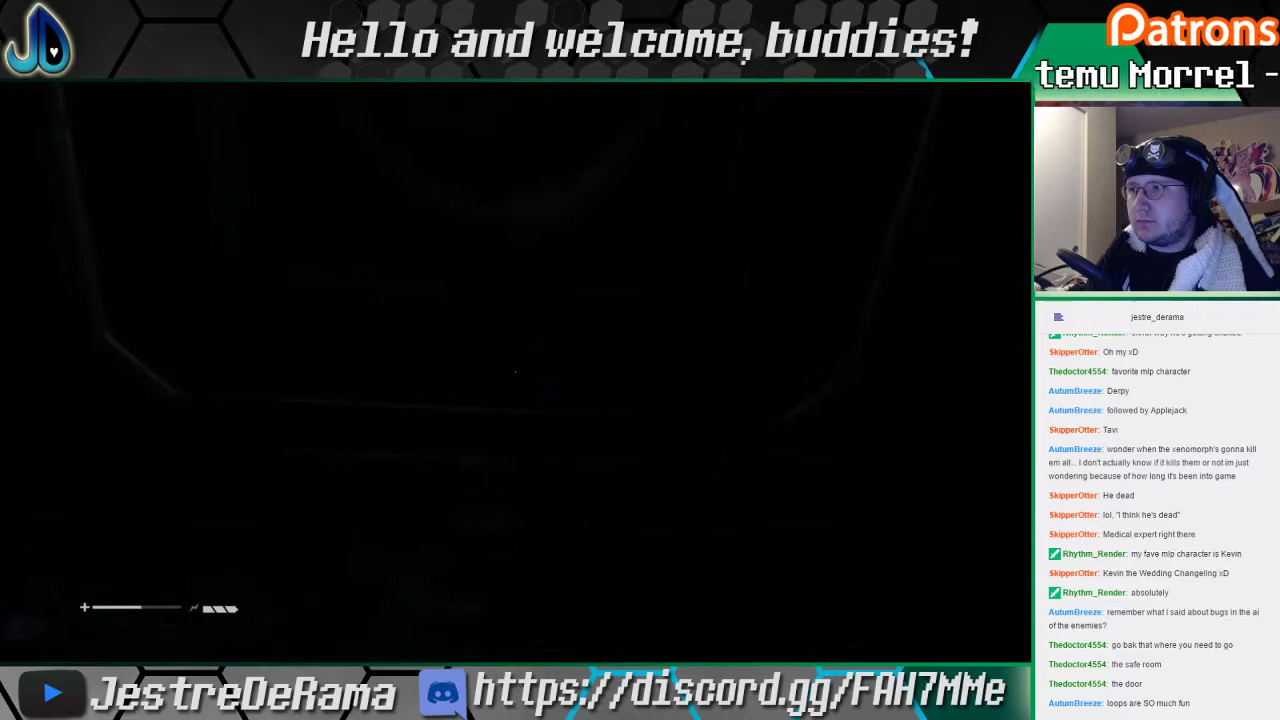 Hello and welcome, buddies!
Patrons
temu Morrel -
jestre_derama
SkipperOtter: Oh my xD
Thedoctor4554: favorite mlp character
AutumBreeze: Derpy
AutumBreeze: followed by Applejack
SkipperOtter: Tavi
AutumBreeze: wonder when the xenomorph's gonna kill
em all... I don't actually know if it kills them or not im just
wondering because of how long it's been into game
SkipperOtter: He dead
SkipperOtter: lol, "I think he's dead"
SkipperOtter: Medical expert right there
Rhythm_Render: my fave mlp character is Kevin
SkipperOtter: Kevin the Wedding Changeling xD
Rhythm_Render: absolutely
AutumBreeze: remember what I said about bugs in the ai
of the enemies?
Thedoctor4554: go bak that where you need to go
Thedoctor4554: the safe room
Thedoctor4554: the door
AutumBreeze: loops are SO much fun
JestreDeRama
https://discord.gg/FAH7MMe